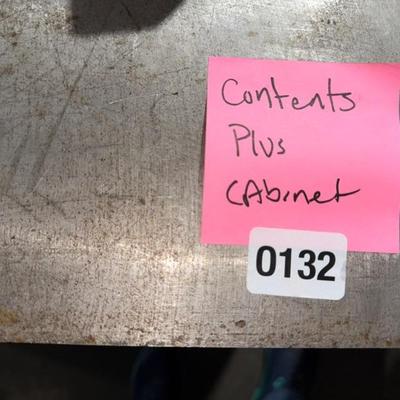 Contents
Plus
CAbinet
0132